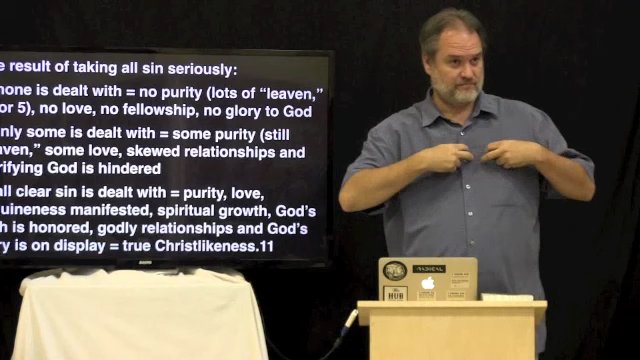 result of taking all sin seriously:
one is dealt with = no purity (lots of “leaven,”
or 5), no love, no fellowship, no glory to God
nly some is dealt with = some purity (still
aven,” some love, skewed relationships and
rifying God is hindered
all clear sin is dealt with = purity, love,
uineness manifested, spiritual growth, God’s
h is honored, godly relationships and God’s
ry is on display = true Christlikeness.11
RADICAL
HUB